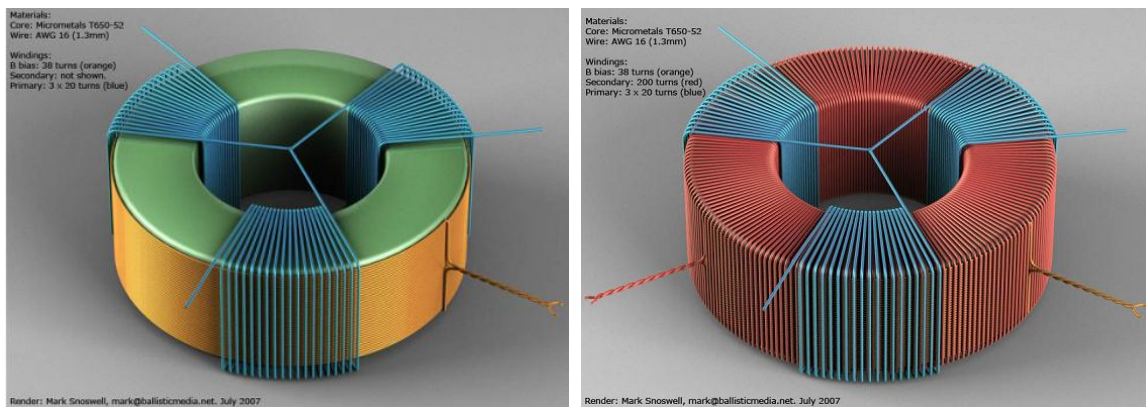 Materials:
Core: Micrometals T650-52
Wire: AWG 16 (1.3mm)
Windings:
B bias: 38 turns (orange)
Secondary: not shown.
Primary: 3 x 20 turns (blue)
Render: Mark Snoswell, mark@ballisticmedia.net. July 2007
Materials:
Core: Micrometals T650-52
Wire: AWG 16 (1.3mm)
Windings:
B bias: 38 turns (orange)
Secondary: 200 turns (red)
Primary: 3 x 20 turns (blue)
Render: Mark Snoswell, mark@ballisticmedia.net. July 2007